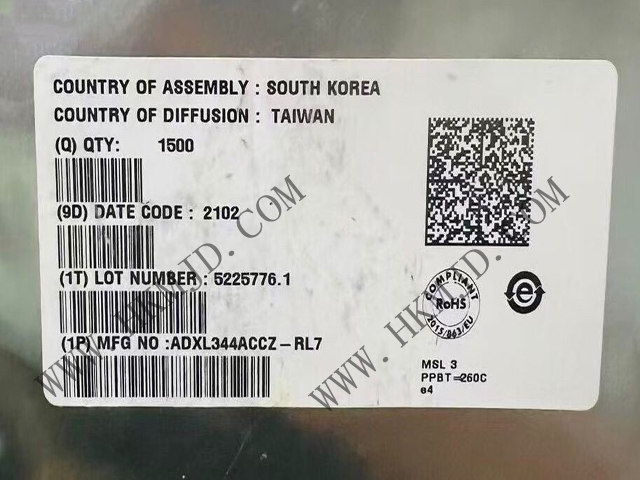 COUNTRY OF ASSEMBLY : SOUTH KOREA
COUNTRY OF DIFFUSION : TAIWAN
(Q) QTY: 1500
(9D) DATE CODE : 2102
(1T) LOT NUMBER : 5225776.1
(1P) MFG NO :ADXL344ACCZ-RL7
COMPLIANT
RoHS
2015/863/EU
e
MSL 3
PPBT=260C
e4
WWW.HKMJD.COM
WWW.HKMJD.COM